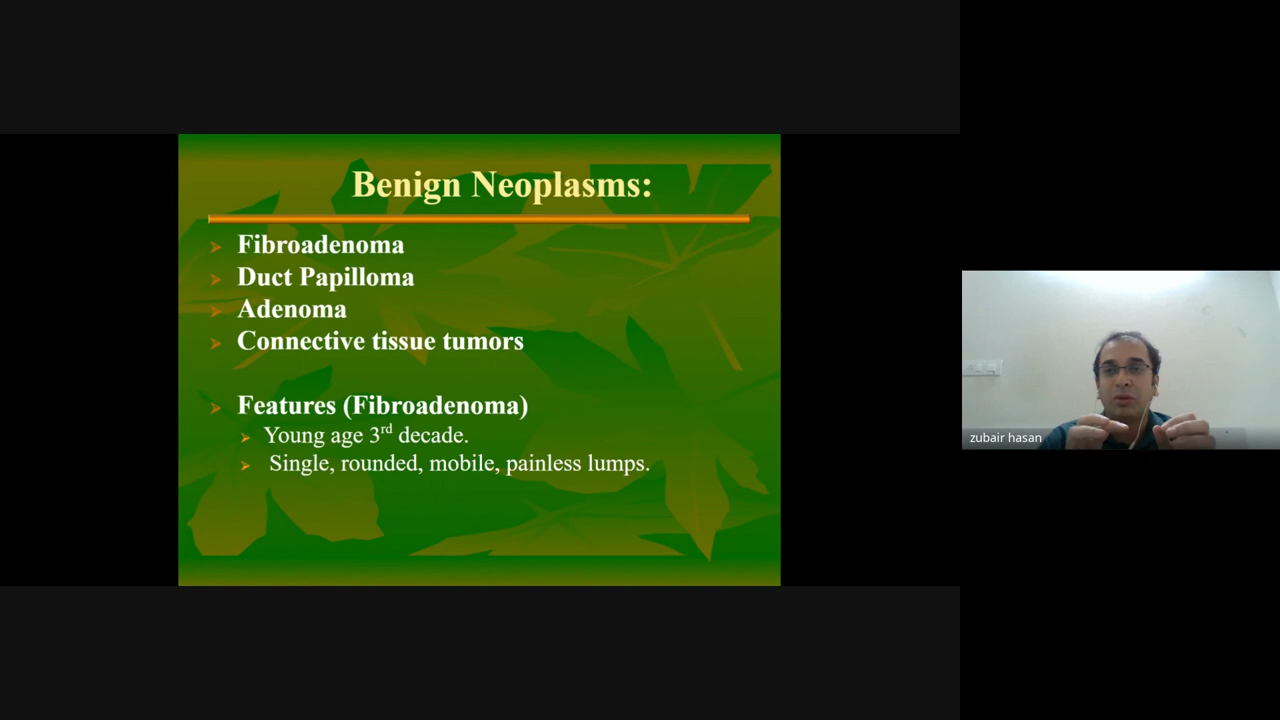 Benign Neoplasms:
Fibroadenoma
Duct Papilloma
Adenoma
Connective tissue tumors
Features (Fibroadenoma)
Young age 3rd decade.
Single, rounded, mobile, painless lumps.
zubair hasan